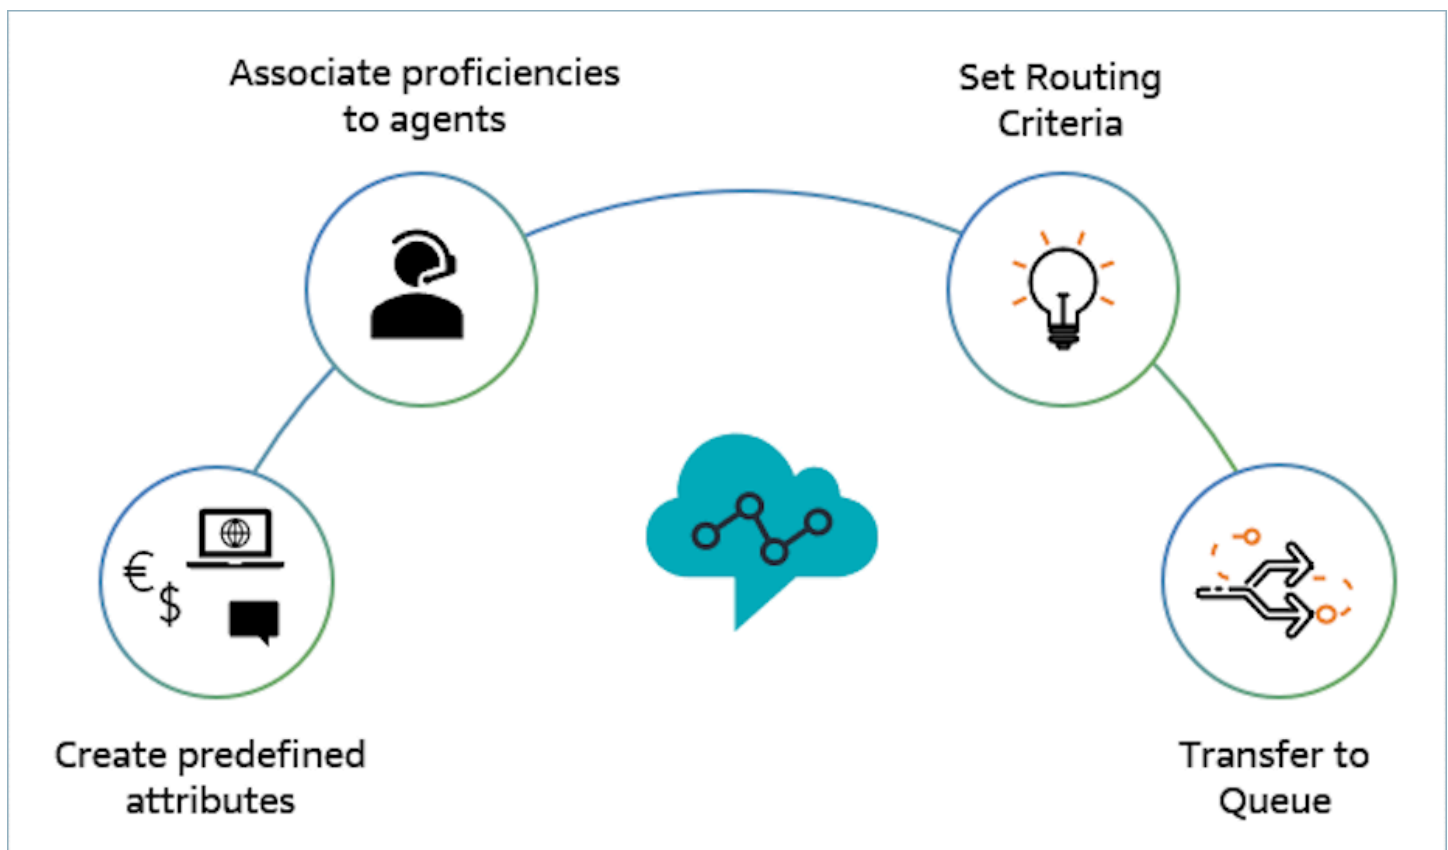 Associate proficiencies
to agents
Set Routing
Criteria
€
$
Create predefined
attributes
Transfer to
Queue